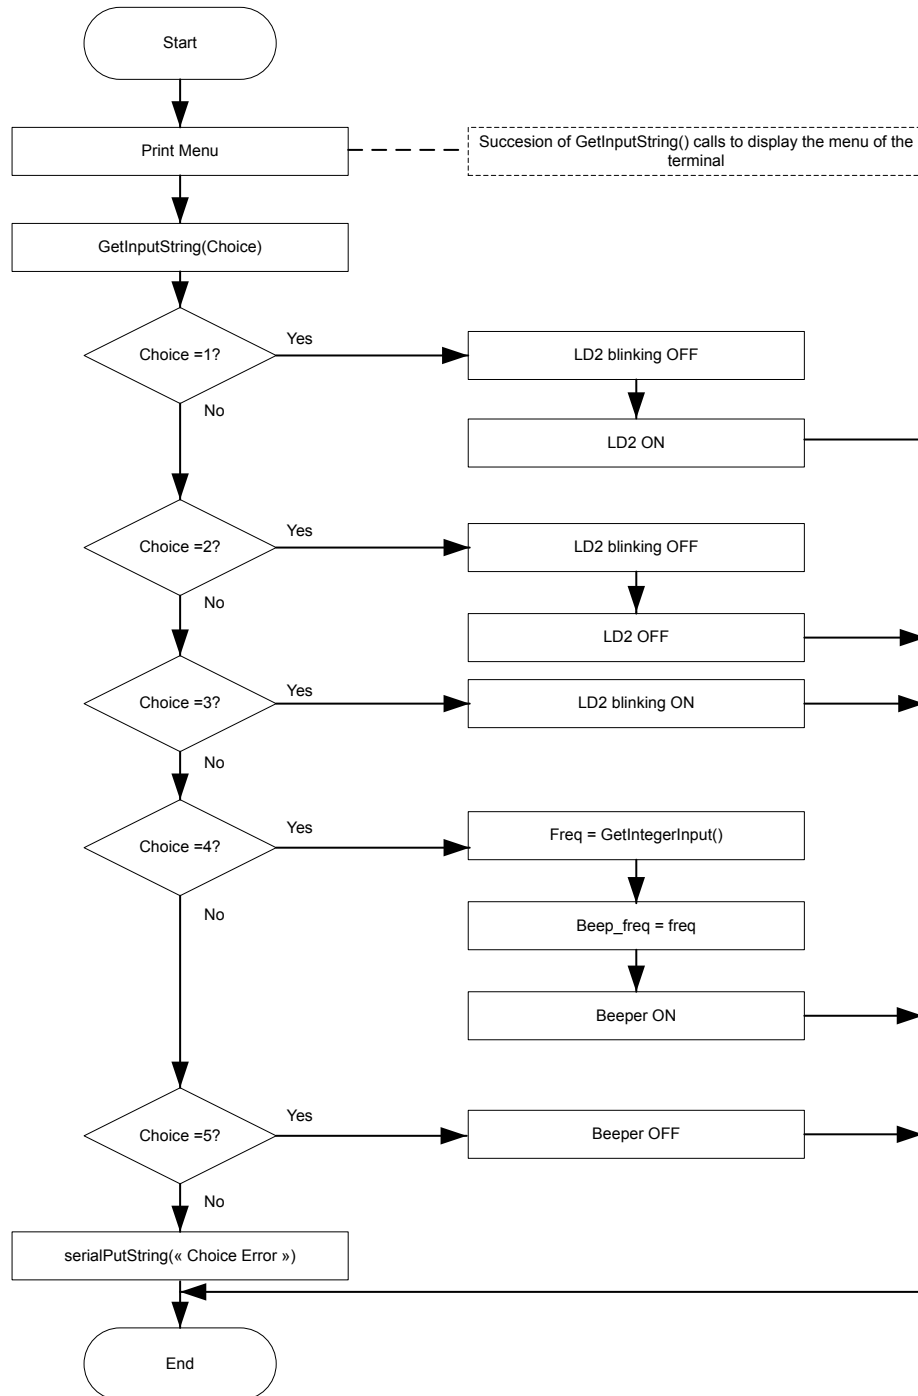 Start
Print Menu
Succesion of GetInputString() calls to display the menu of the
terminal
GetInputString(Choice)
Choice =1?
Yes
LD2 blinking OFF
No
LD2 ON
Choice =2?
Yes
LD2 blinking OFF
No
LD2 OFF
Choice =3?
Yes
LD2 blinking ON
No
Choice =4?
Yes
Freq = GetIntegerInput()
No
Beep_freq = freq
Beeper ON
Choice =5?
Yes
Beeper OFF
No
serialPutString(« Choice Error »)
End